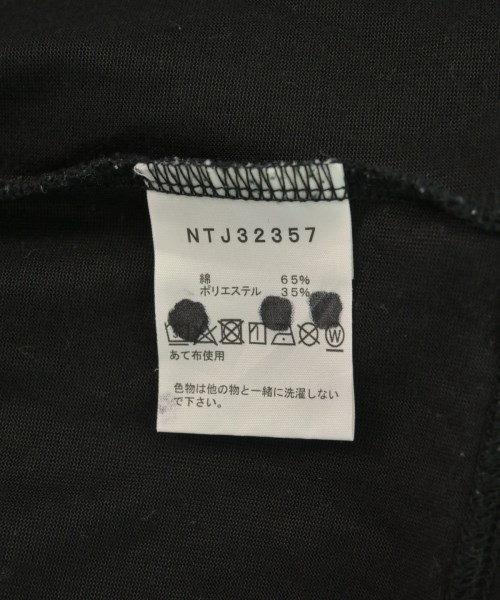 NTJ32357
綿 65%
ポリエステル 35%
あて布使用
色物は他の物と一緒に洗濯しない
で下さい。